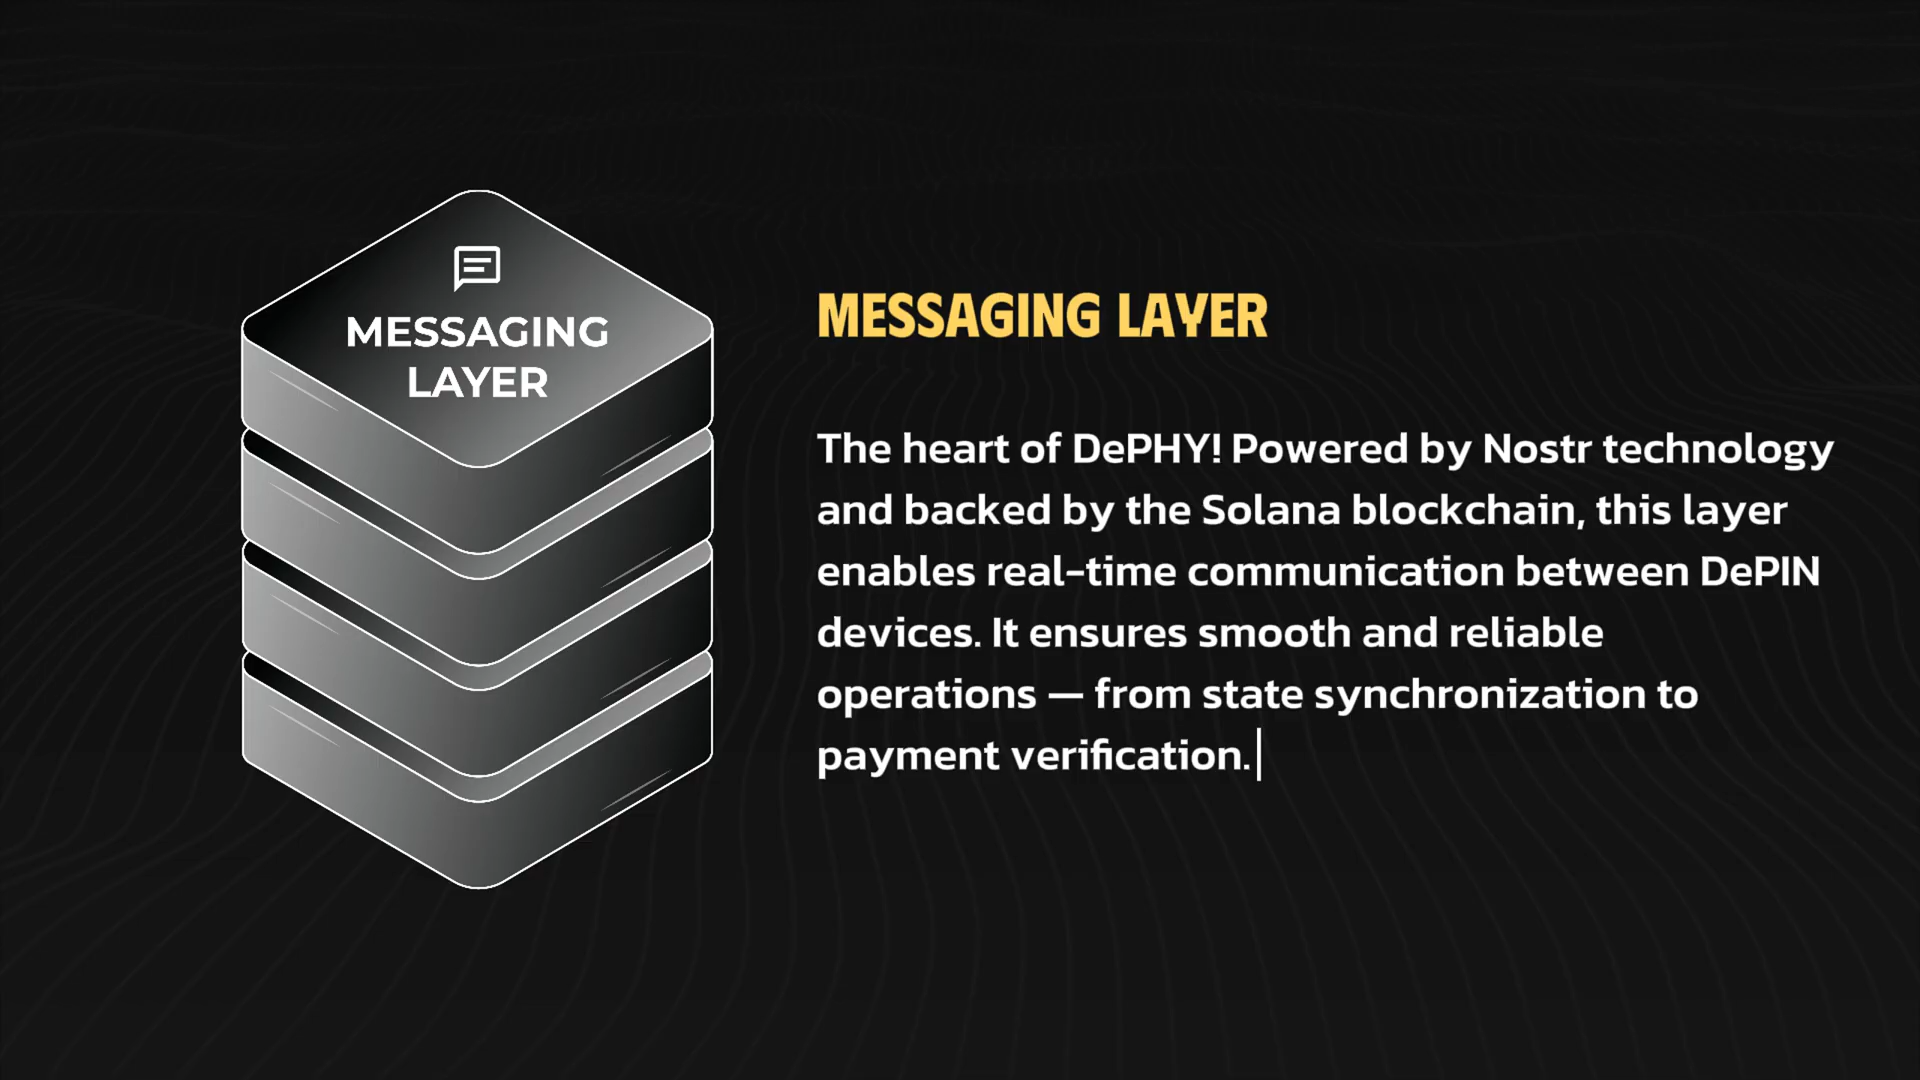 MESSAGING
LAYER
MESSAGING LAYER
The heart of DePHY! Powered by Nostr technology
and backed by the Solana blockchain, this layer
enables real-time communication between DePIN
devices. It ensures smooth and reliable
operations — from state synchronization to
payment verification.